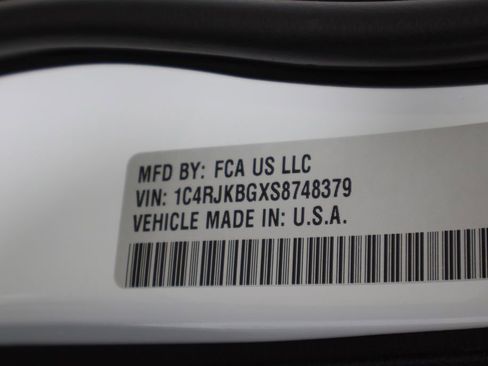 MFD BY: FCA US LLC
VIN: 1C4RJKBGXS8748379
VEHICLE MADE IN: U.S.A.